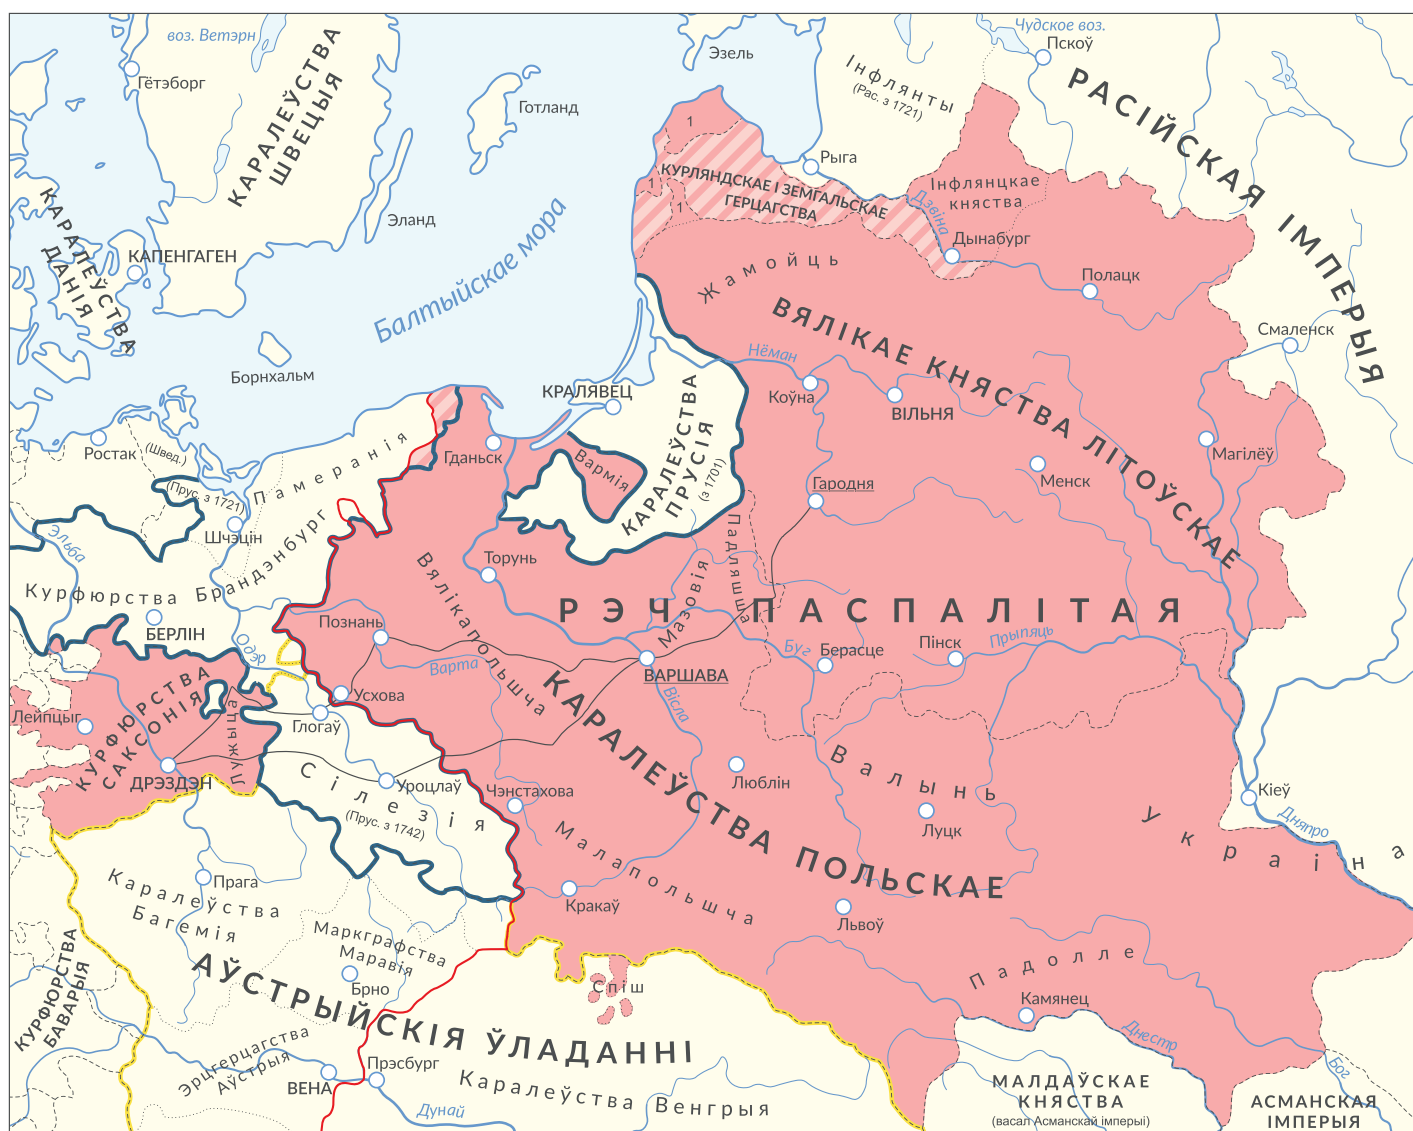 воз. Ветэрн
Гётэборг
КАРАЛЕЎСТВА
ШВЕЦЫЯ
Готланд
Эзель
Чудское воз.
Пскоў
Інфлянты
(Рас. з 1721)
РАСІЙСКАЯ ІМПЕРЫЯ
1
Рыга
КУРЛЯНДСКАЕ І ЗЕМГАЛЬСКАЕ
ГЕРЦАГСТВА
1
1
Інфлянцкае
княства
Дзвіна
Дынабург
Полацк
Смаленск
КАРАЛЕЎСТВА
ДАНІЯ
КАПЕНГАГЕН
Эланд
Балтыйскае мора
Борнхальм
Жамойць
ВЯЛІКАЕ КНЯСТВА ЛІТОЎСКАЕ
Нёман
Коўна
ВІЛЬНЯ
КРАЛЯВЕЦ
КАРАЛЕЎСТВА
ПРУСІЯ
(з 1701)
Вармія
Гданьск
Гародня
Менск
Магілёў
Ростак
(Швед.)
(Прус. з 1721)
Памеранія
Шчэцін
Эльба
Курфюрства Брандэнбург
БЕРЛІН
Одэр
Торунь
Вялікапольшча
Мазовія
Падляшша
РЭЧ ПАСПАЛІТАЯ
Познань
Варта
ВАРШАВА
Вісла
Буг
Берасце
Пінск
Прыпяць
Усхова
Глогаў
Лейпцыг
КУРФЮРСТВА
САКСОНІЯ
Лужыца
ДРЭЗДЭН
Сілезія
(Прус. з 1742)
Уроцлаў
Чэнстахова
КАРАЛЕЎСТВА ПОЛЬСКАЕ
Люблін
Валынь
Луцк
Кіеў
Дняпро
Украіна
Малапольшча
Кракаў
Львоў
Прага
Каралеўства
Багемія
Маркграфства
Маравія
Брно
КУРФЮРСТВА
БАВАРЫЯ
АЎСТРЫЙСКІЯ ЎЛАДАННІ
Спіш
Падолле
Камянец
Днестр
Бог
Эрцгерцагства
Аўстрыя
ВЕНА
Прэсбург
Дунай
Каралеўства Венгрыя
МАЛДАЎСКАЕ
КНЯСТВА
(васал Асманскай імперыі)
АСМАНСКАЯ
ІМПЕРЫЯ